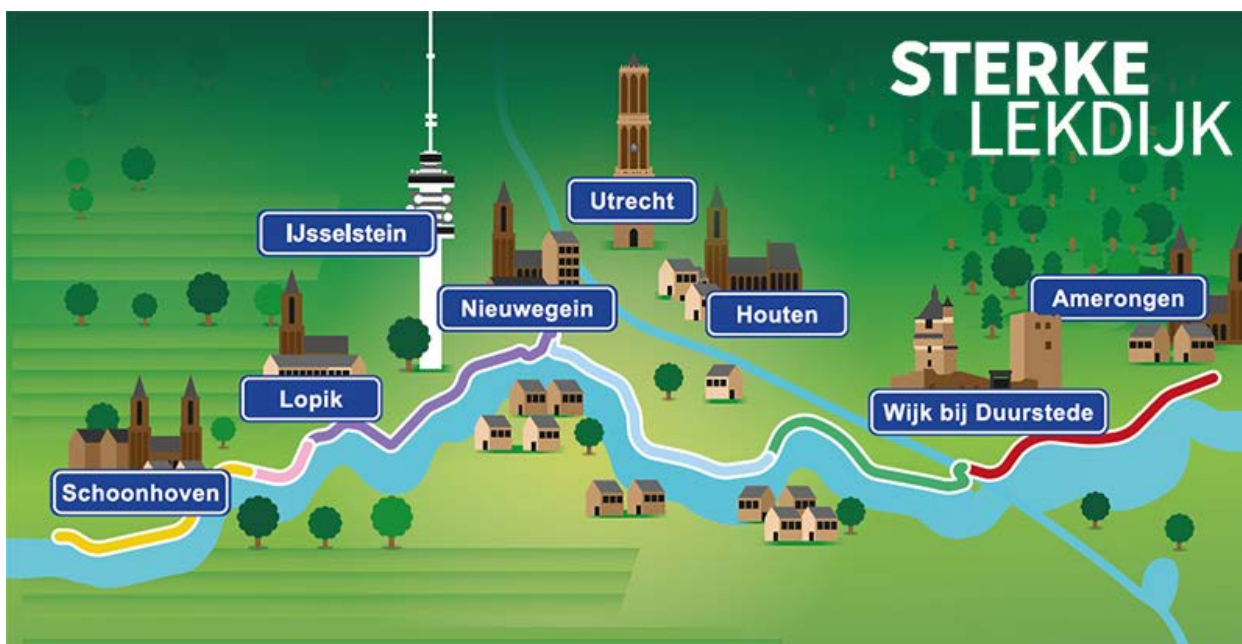 STERKE
LEKDIJK
Utrecht
IJsselstein
Nieuwegein
Houten
Amerongen
Lopik
Wijk bij Duurstede
Schoonhoven